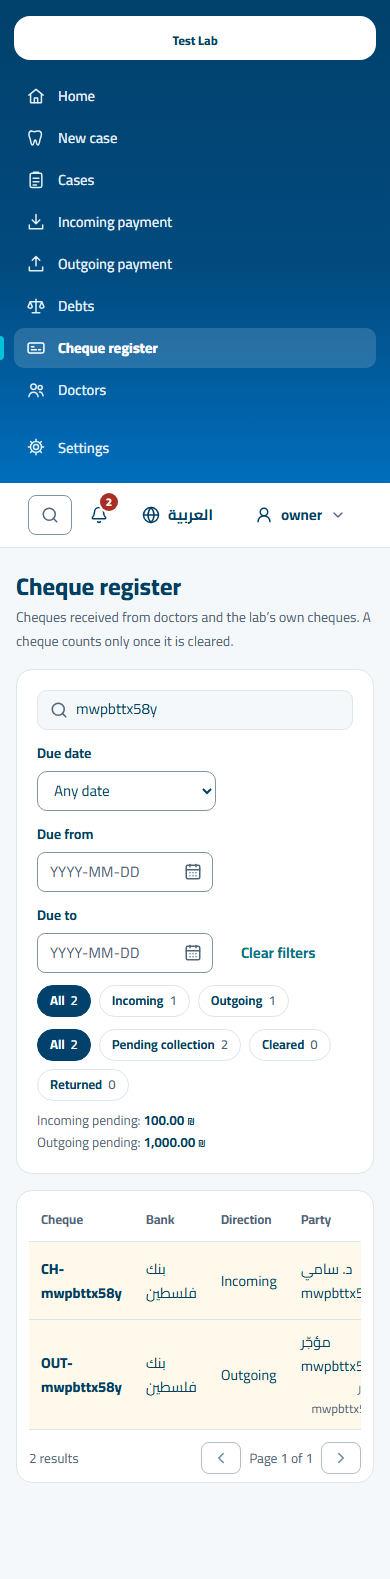 Test Lab
Home
New case
Cases
Incoming payment
Outgoing payment
Debts
Cheque register
Doctors
Settings
2
العربية
owner
Cheque register
Cheques received from doctors and the lab's own cheques. A
cheque counts only once it is cleared.
mwpbttx58y
Due date
Any date
Due from
YYYY-MM-DD
Due to
YYYY-MM-DD
Clear filters
All 2
Incoming 1
Outgoing 1
All 2
Pending collection 2
Cleared 0
Returned 0
Incoming pending: 100.00 ₪
Outgoing pending: 1,000.00 ₪
Cheque
Bank
Direction
Party
CH-
mwpbttx58y
بنك
فلسطين
Incoming
د. سامي
OUT-
mwpbttx58y
بنك
فلسطين
Outgoing
مؤجّر
2 results
Page 1 of 1